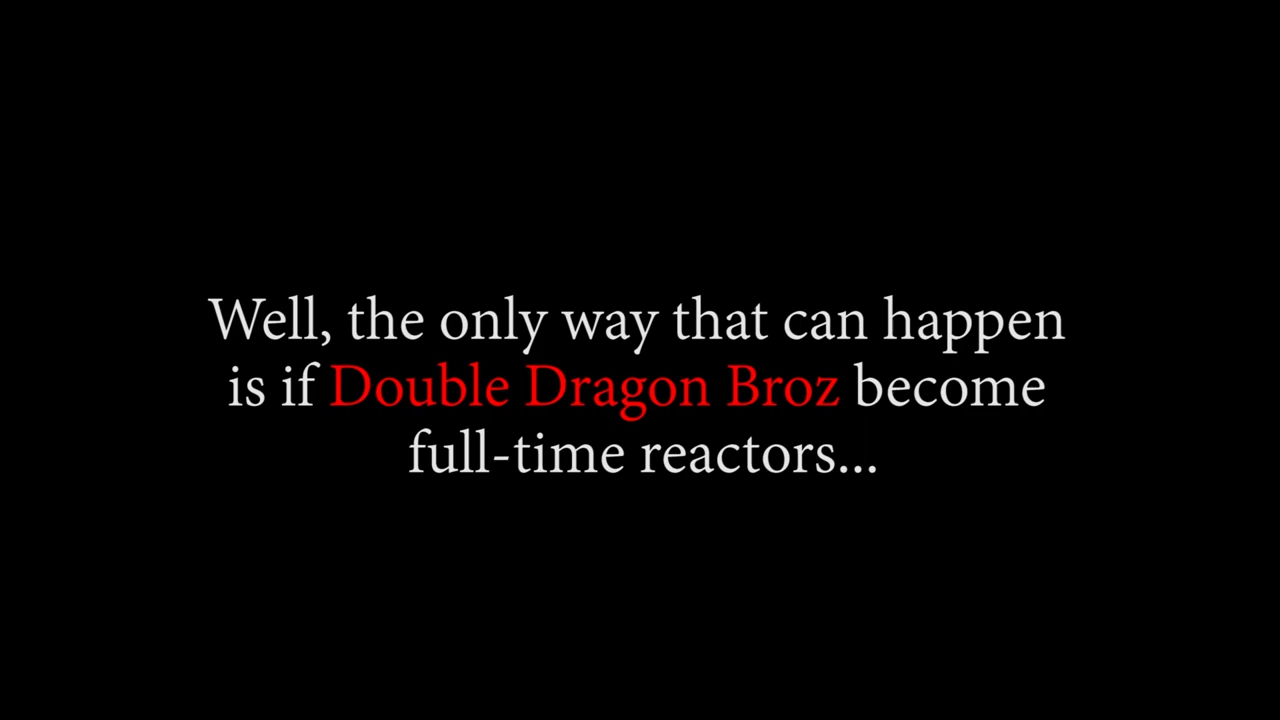 Well, the only way that can happen
is if Double Dragon Broz become
full-time reactors...